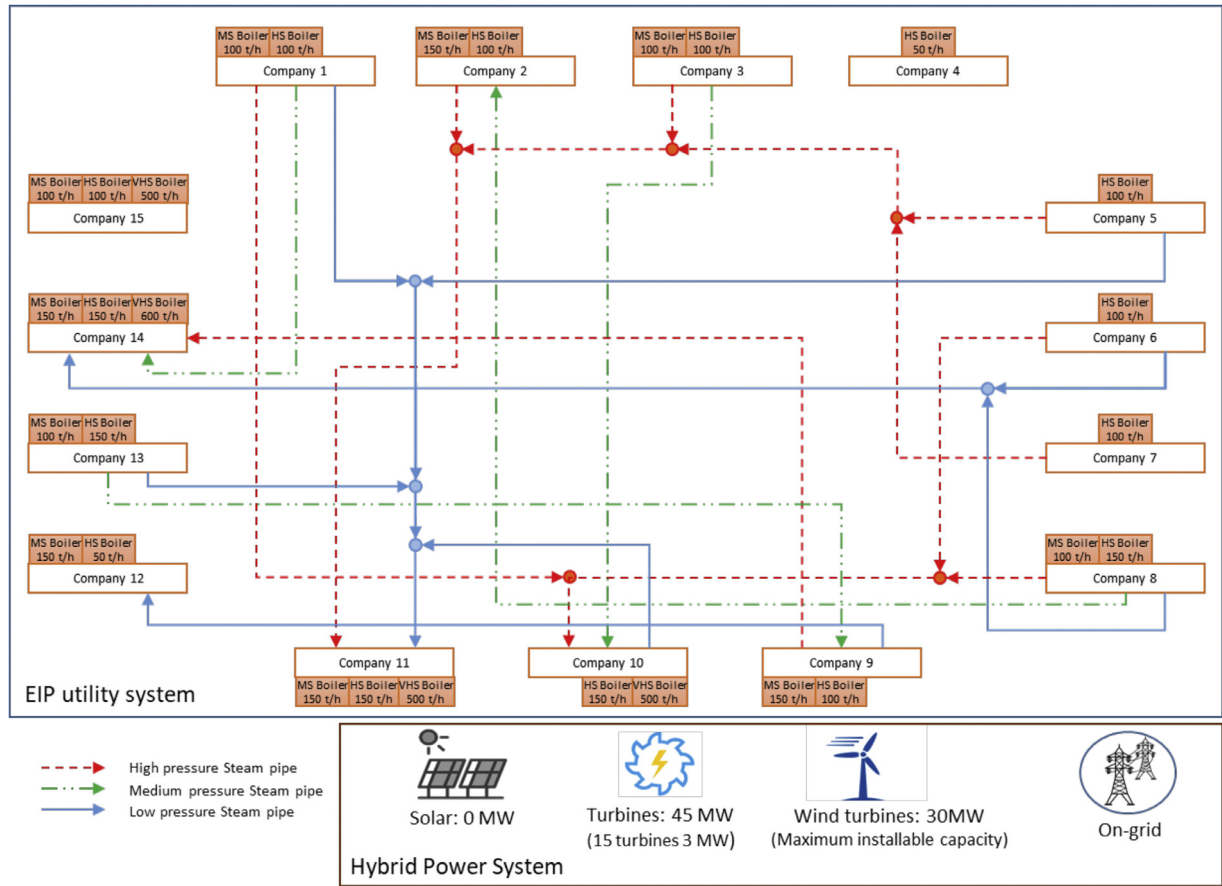 MS Boiler HS Boiler
100 t/h 100 t/h
Company 1
MS Boiler HS Boiler
150 t/h 100 t/h
Company 2
MS Boiler HS Boiler
100 t/h 100 t/h
Company 3
HS Boiler
50 t/h
Company 4
MS Boiler HS Boiler VHS Boiler
100 t/h 100 t/h 500 t/h
Company 15
HS Boiler
100 t/h
Company 5
MS Boiler HS Boiler VHS Boiler
150 t/h 150 t/h 600 t/h
Company 14
HS Boiler
100 t/h
Company 6
MS Boiler HS Boiler
100 t/h 150 t/h
Company 13
HS Boiler
100 t/h
Company 7
MS Boiler HS Boiler
150 t/h 50 t/h
Company 12
MS Boiler HS Boiler
100 t/h 150 t/h
Company 8
Company 11
MS Boiler HS Boiler VHS Boiler
150 t/h 150 t/h 500 t/h
Company 10
HS Boiler VHS Boiler
150 t/h 500 t/h
Company 9
MS Boiler HS Boiler
150 t/h 100 t/h
EIP utility system
High pressure Steam pipe
Medium pressure Steam pipe
Low pressure Steam pipe
Solar: 0 MW
Turbines: 45 MW
(15 turbines 3 MW)
Wind turbines: 30MW
(Maximum installable capacity)
On-grid
Hybrid Power System